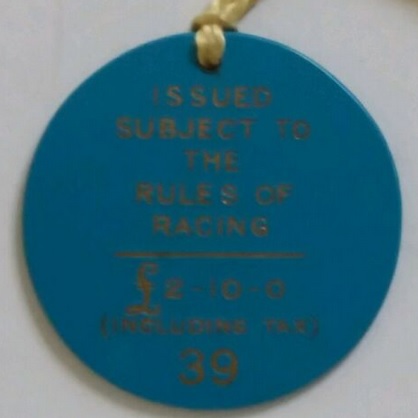 ISSUED
SUBJECT TO
THE
RULES OF
RACING
£2-10-0
(INCLUDING TAX)
39